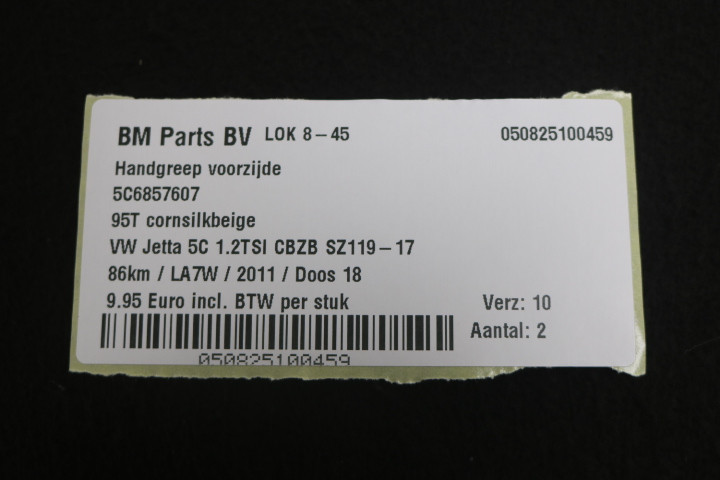 BM Parts BV LOK 8-45 050825100459
Handgreep voorzijde
5C6857607
95T cornsilkbeige
VW Jetta 5C 1.2TSI CBZB SZ119-17
86km / LA7W / 2011 / Doos 18
9.95 Euro incl. BTW per stuk Verz: 10
Aantal: 2
050825100459